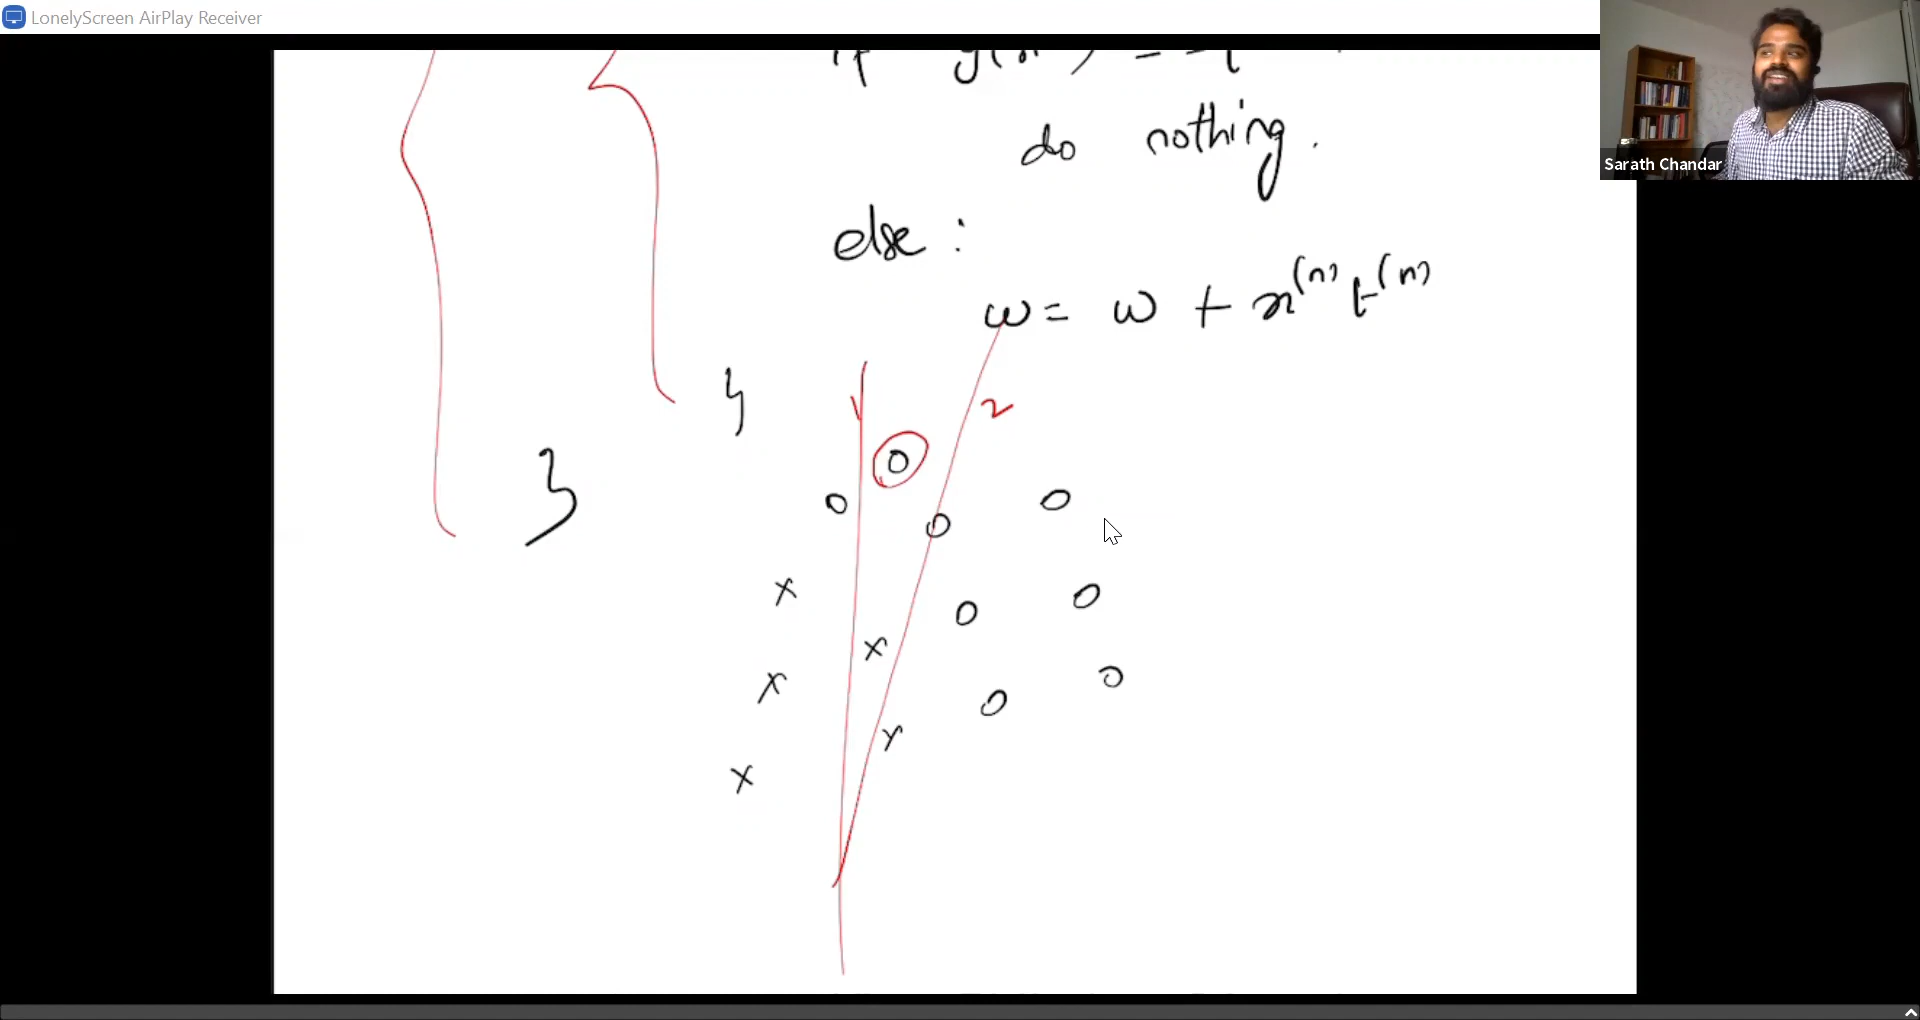 LonelyScreen AirPlay Receiver
Sarath Chandar
do nothing.
else :
w = w + x^(n) t^(n)
}
1
2
}